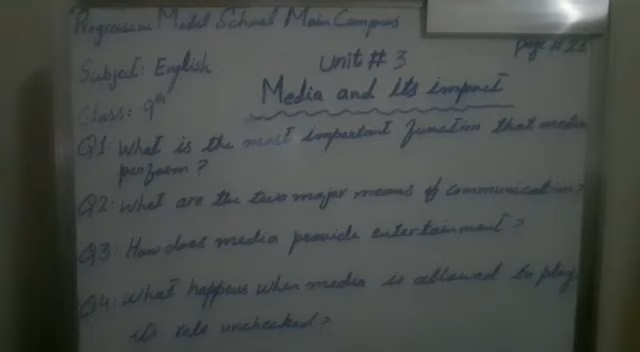 Progressive Model School Main Campus
Page # 21
Subject: English
Unit # 3
Class: 9th
Media and Its impact
Q1: What is the most important function that media
perform?
Q2: What are the two major means of communication?
Q3: How does media provide entertainment?
Q4: What happens when media is allowed to play
its role unchecked?